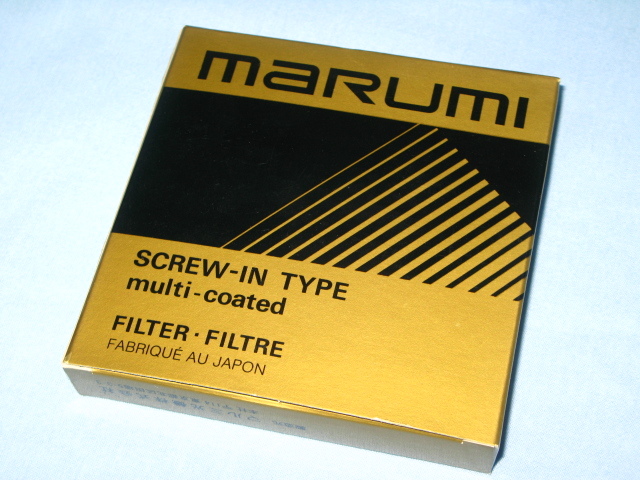 marumi
SCREW-IN TYPE
multi-coated
FILTER · FILTRE
FABRIQUÉ AU JAPON